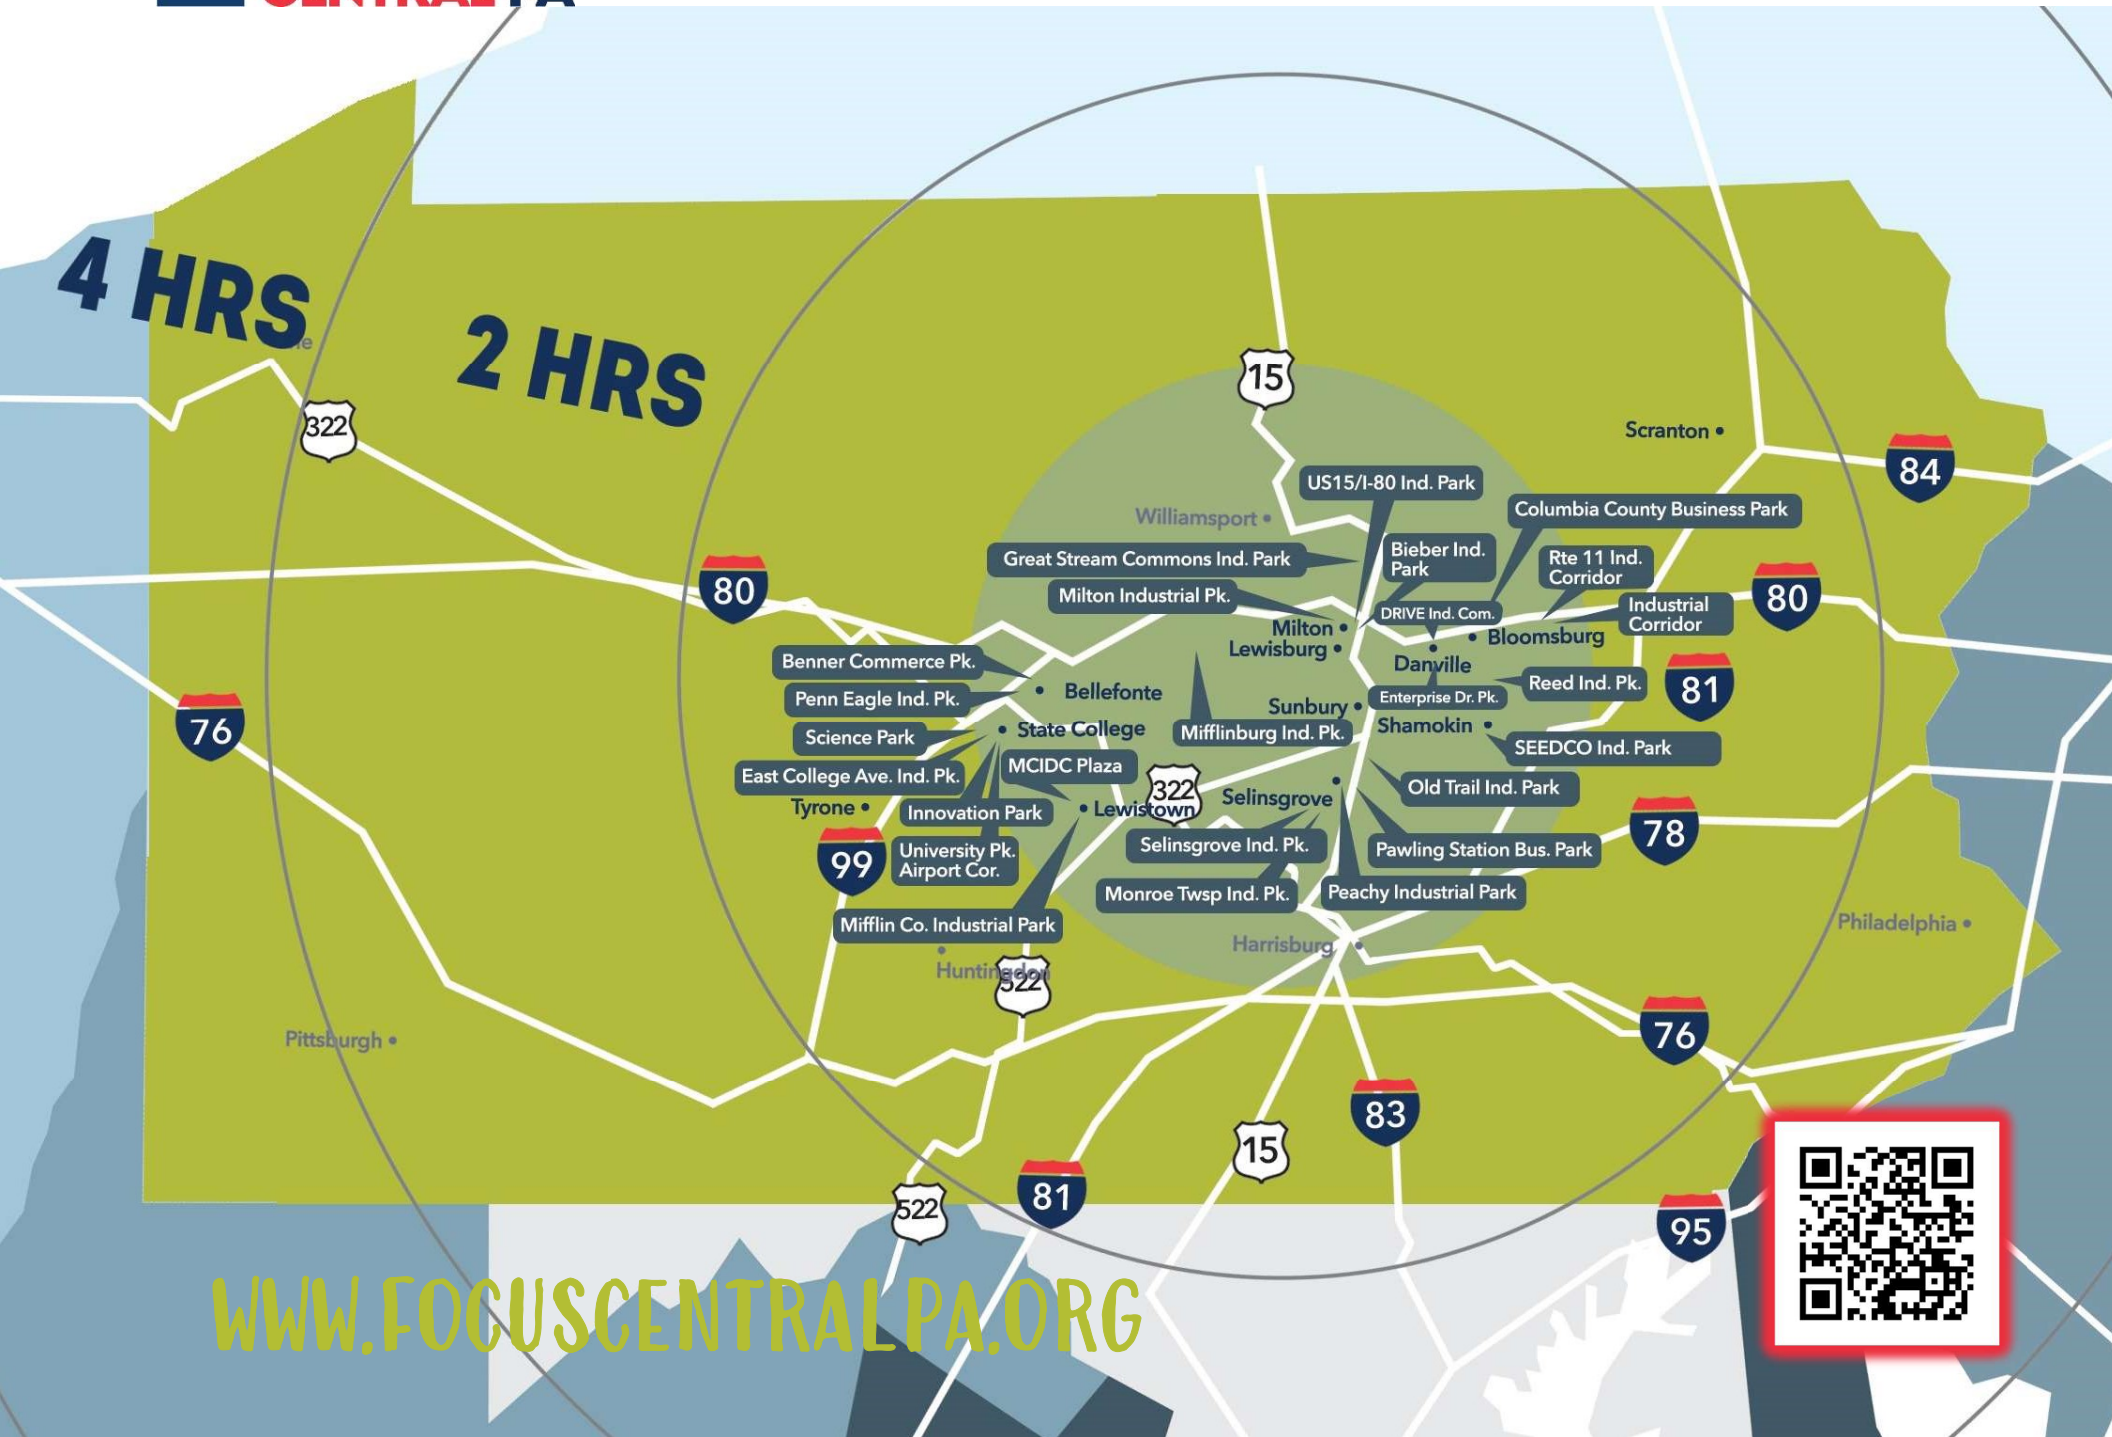 4 HRS
2 HRS
322
15
Scranton
84
US15/I-80 Ind. Park
Williamsport
Columbia County Business Park
Great Stream Commons Ind. Park
Bieber Ind.
Park
Rte 11 Ind.
Corridor
80
80
Milton Industrial Pk.
DRIVE Ind. Com.
Industrial
Corridor
Milton
Bloomsburg
Lewisburg
Danville
Benner Commerce Pk.
Bellefonte
Reed Ind. Pk.
81
Penn Eagle Ind. Pk.
Enterprise Dr. Pk.
Sunbury
76
Science Park
State College
Mifflinburg Ind. Pk.
Shamokin
SEEDCO Ind. Park
East College Ave. Ind. Pk.
MCIDC Plaza
322
Old Trail Ind. Park
Selinsgrove
Tyrone
Innovation Park
Lewistown
78
99
University Pk.
Airport Cor.
Selinsgrove Ind. Pk.
Pawling Station Bus. Park
Monroe Twsp Ind. Pk.
Peachy Industrial Park
Mifflin Co. Industrial Park
Philadelphia
Harrisburg
Huntingdon
522
Pittsburgh
76
83
15
81
522
95
WWW.FOCUSCENTRALPA.ORG